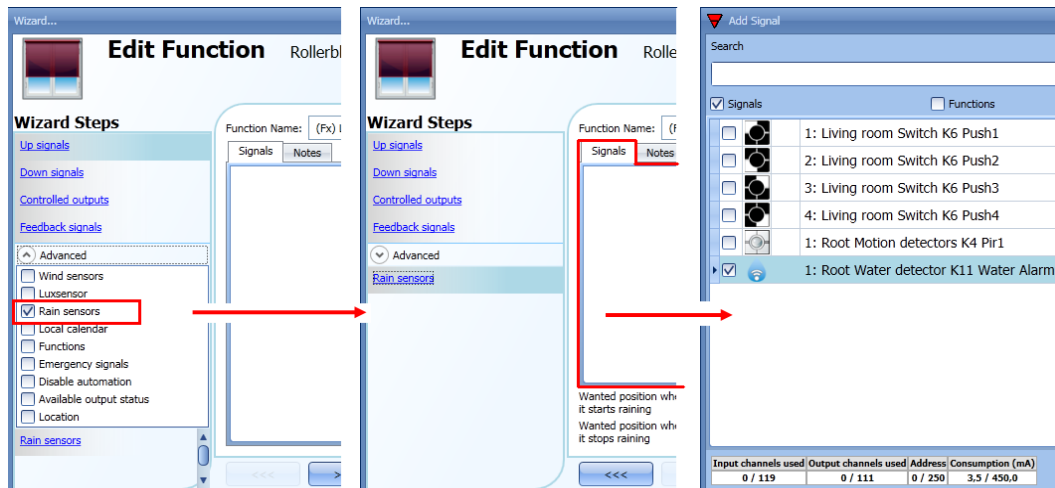 Wizard...
Edit Function
Rollerbl
Wizard Steps
Up signals
Down signals
Controlled outputs
Feedback signals
Advanced
Wind sensors
Luxsensor
Rain sensors
Local calendar
Functions
Emergency signals
Disable automation
Available output status
Location
Rain sensors
Function Name: (Fx) L
Signals Notes
<<< >
Wizard...
Edit Function
Rolle
Wizard Steps
Up signals
Down signals
Controlled outputs
Feedback signals
Advanced
Rain sensors
Function Name: (F
Signals Notes
Wanted position whe
it starts raining
Wanted position whe
it stops raining
<<<
Add Signal
Search
Signals Functions
1: Living room Switch K6 Push1
2: Living room Switch K6 Push2
3: Living room Switch K6 Push3
4: Living room Switch K6 Push4
1: Root Motion detectors K4 Pir1
1: Root Water detector K11 Water Alarm
Input channels used Output channels used Address Consumption (mA)
0 / 119 0 / 111 0 / 250 3,5 / 450,0